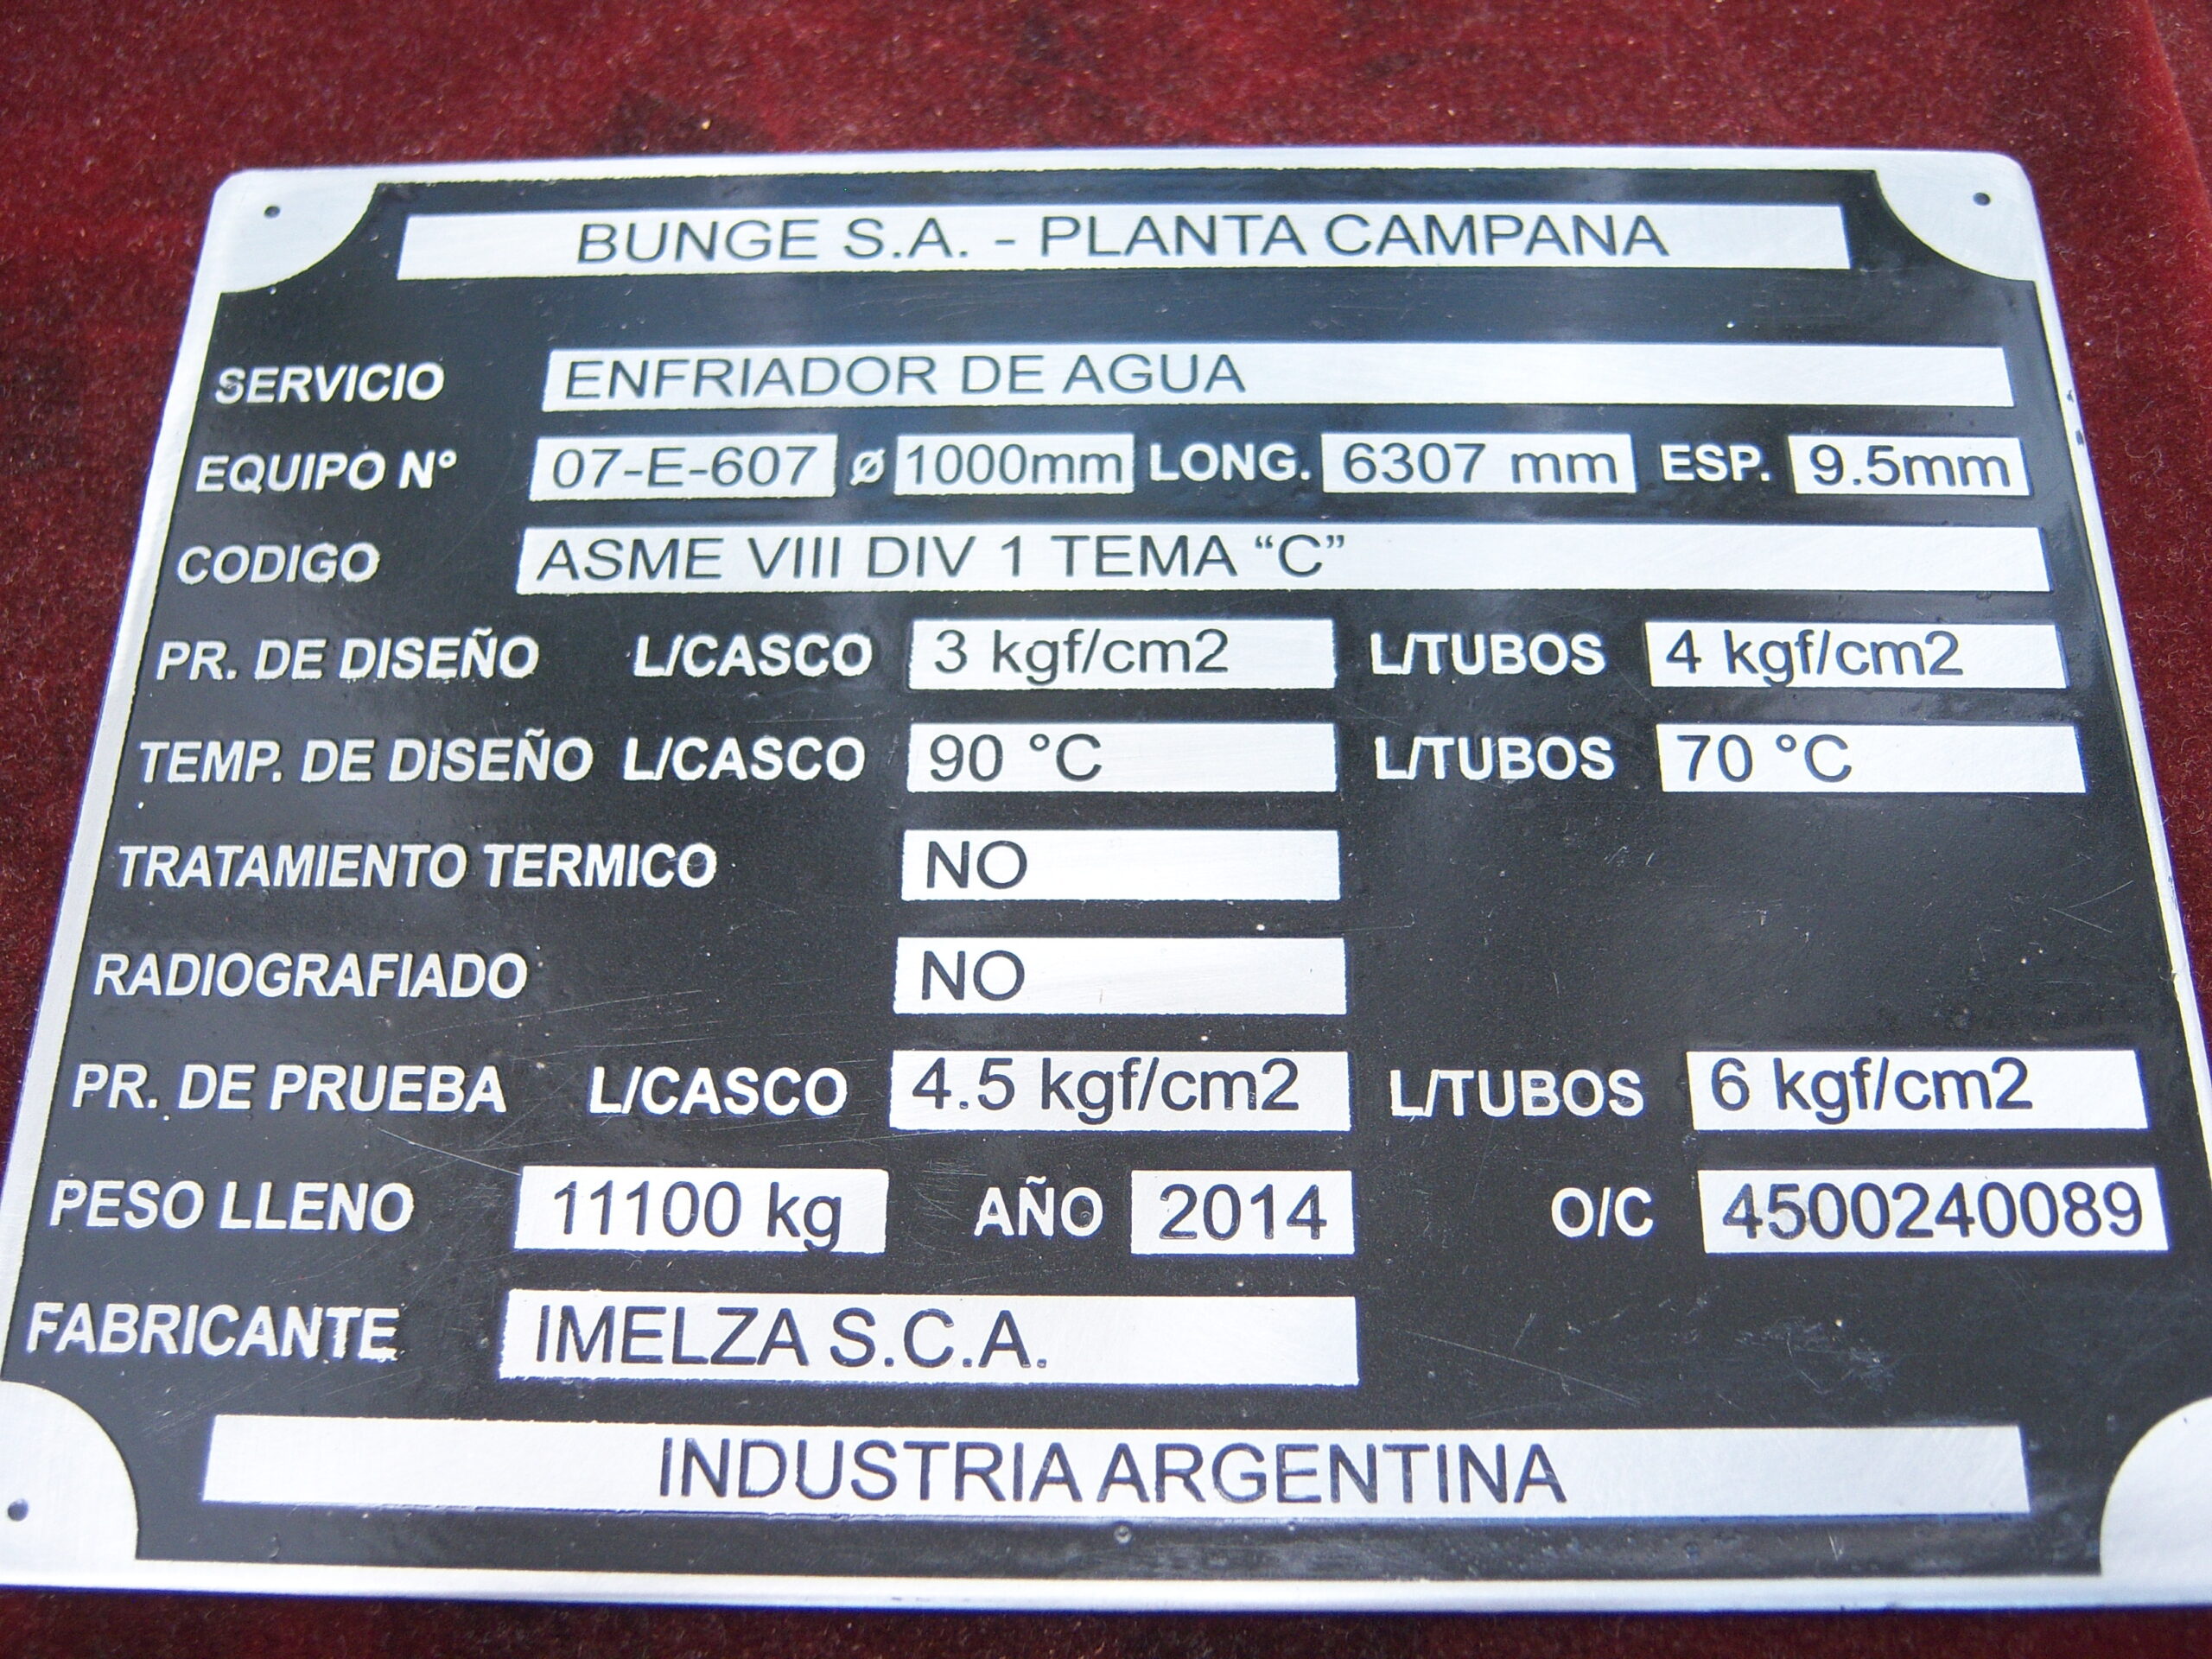 BUNGE S.A. - PLANTA CAMPANA
SERVICIO ENFRIADOR DE AGUA
EQUIPO N° 07-E-607 ø 1000mm LONG. 6307 mm ESP. 9.5mm
CODIGO ASME VIII DIV 1 TEMA “C”
PR. DE DISEÑO L/CASCO 3 kgf/cm2 L/TUBOS 4 kgf/cm2
TEMP. DE DISEÑO L/CASCO 90 °C L/TUBOS 70 °C
TRATAMIENTO TERMICO NO
RADIOGRAFIADO NO
PR. DE PRUEBA L/CASCO 4.5 kgf/cm2 L/TUBOS 6 kgf/cm2
PESO LLENO 11100 kg AÑO 2014 O/C 4500240089
FABRICANTE IMELZA S.C.A.
INDUSTRIA ARGENTINA